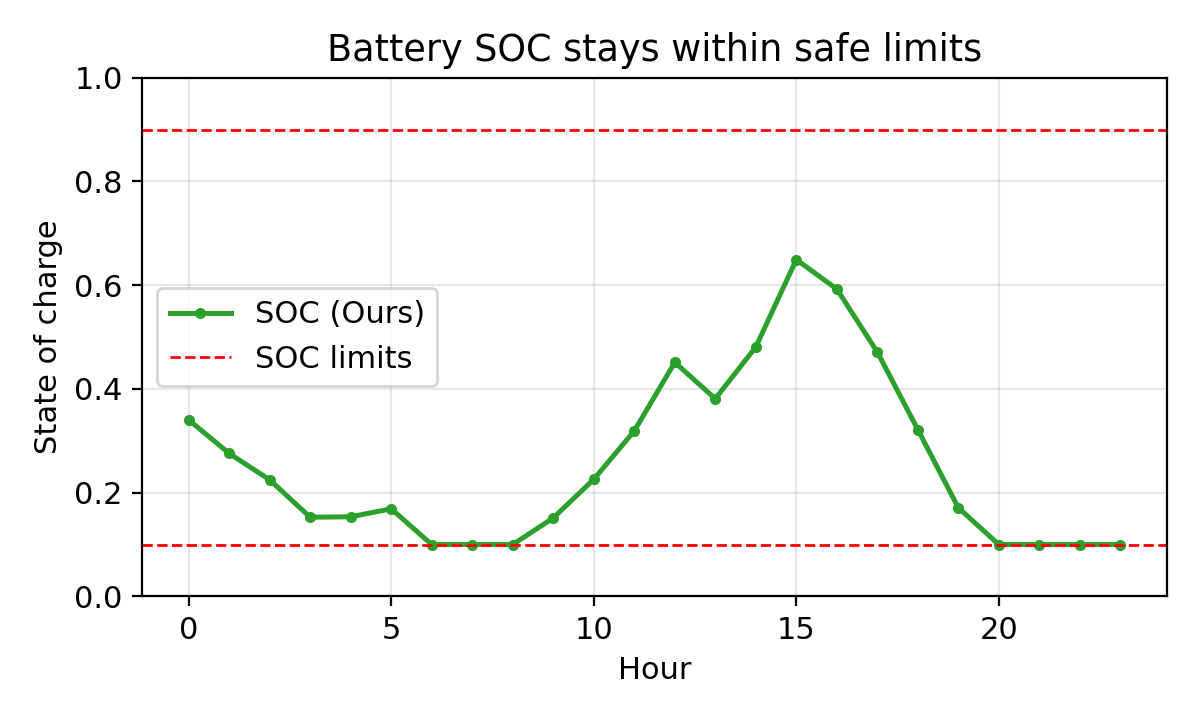 Battery SOC stays within safe limits
1.0
0.8
0.6
0.4
0.2
0.0
State of charge
SOC (Ours)
SOC limits
0 5 10 15 20
Hour